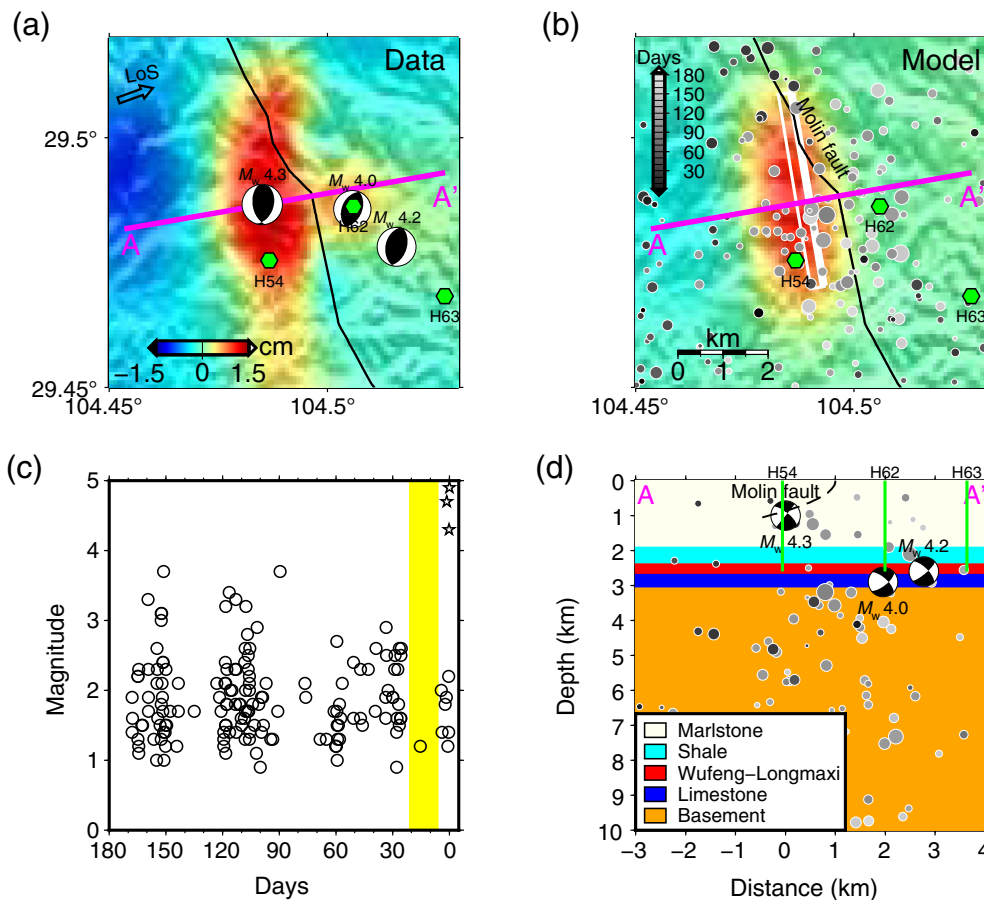 (a)
Data
LoS
29.5°
Mw 4.3
Mw 4.0
A'
H62
Mw 4.2
A
H54
H63
cm
−1.5 0 1.5
29.45°
104.45° 104.5°
(b)
Days
Model
180
150
120
90
60
30
Molin fault
A'
H62
A
H54
H63
km
0 1 2
104.45° 104.5°
(c)
Magnitude
5
4
3
2
1
0
180 150 120 90 60 30 0
Days
(d)
H54 H62 H63
A A'
Molin fault
Mw 4.3
Mw 4.2
Mw 4.0
Depth (km)
0
1
2
3
4
5
6
7
8
9
10
Marlstone
Shale
Wufeng−Longmaxi
Limestone
Basement
−3 −2 −1 0 1 2 3 4
Distance (km)